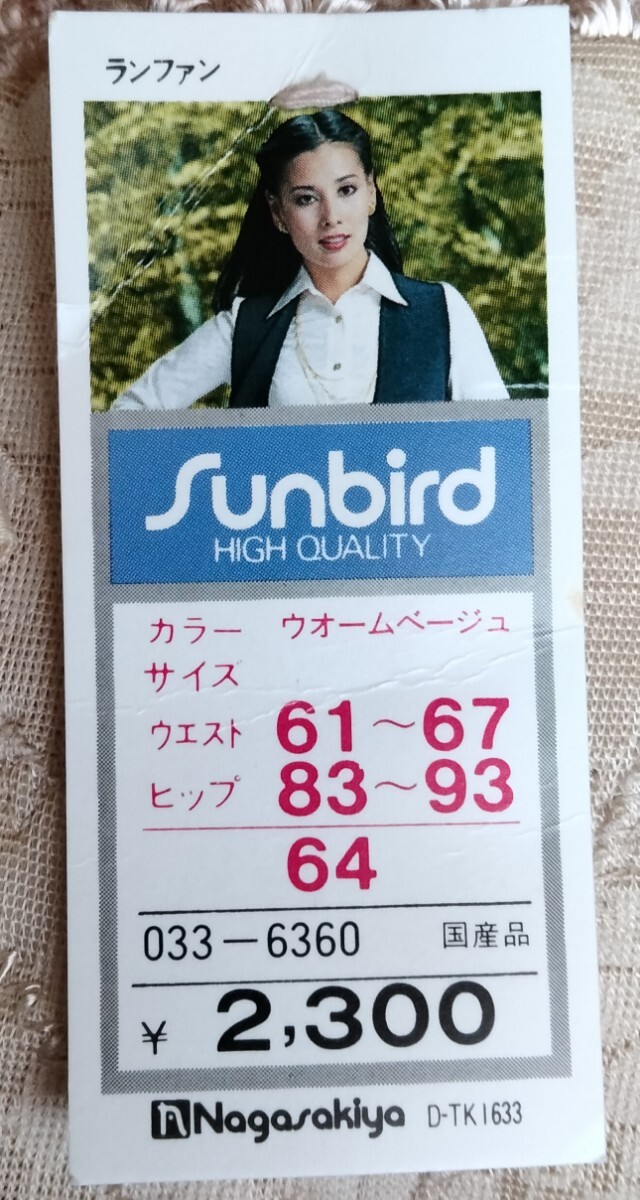 ランファン
Sunbird
HIGH QUALITY
カラー ウオームベージュ
サイズ
ウエスト 61～67
ヒップ 83～93
64
033－6360 国産品
¥ 2,300
Nagasakiya D-TK1633